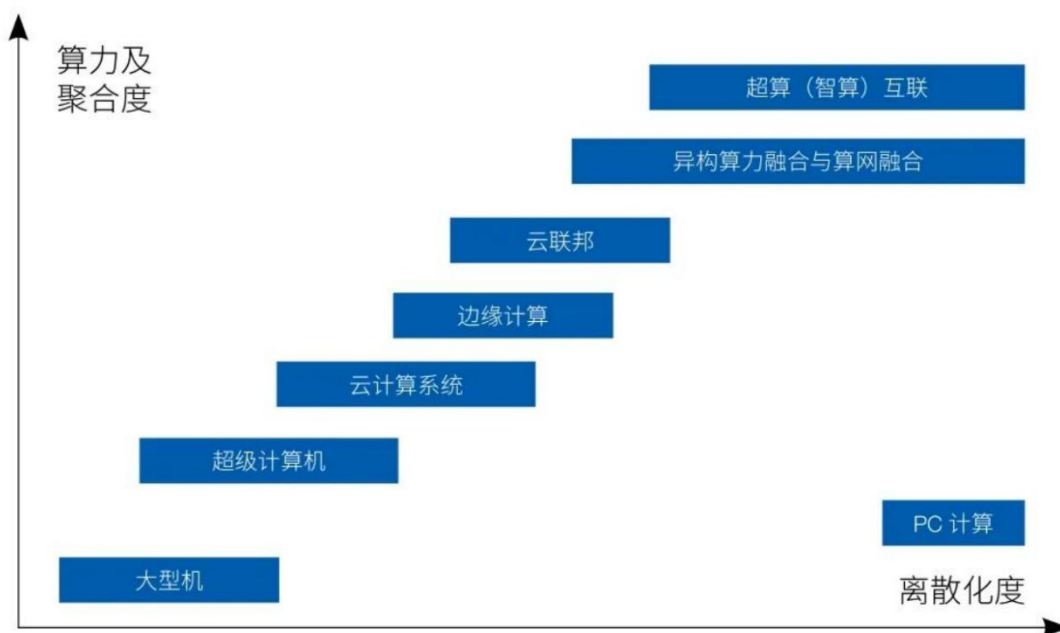 算力及
聚合度
超算（智算）互联
异构算力融合与算网融合
云联邦
边缘计算
云计算系统
超级计算机
PC 计算
大型机
离散化度